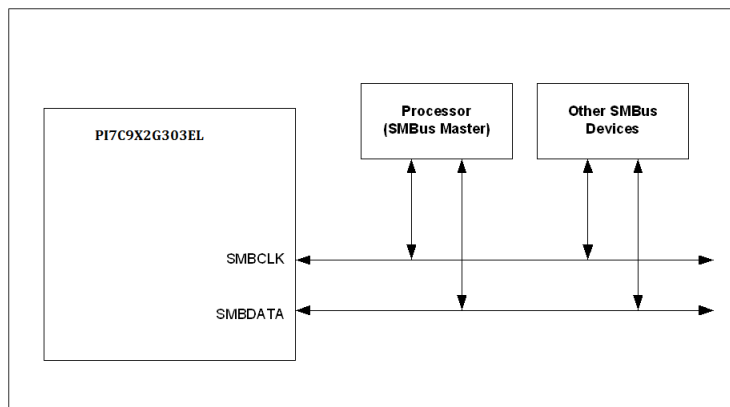 PI7C9X2G303EL
Processor
(SMBus Master)
Other SMBus
Devices
SMBCLK
SMBDATA